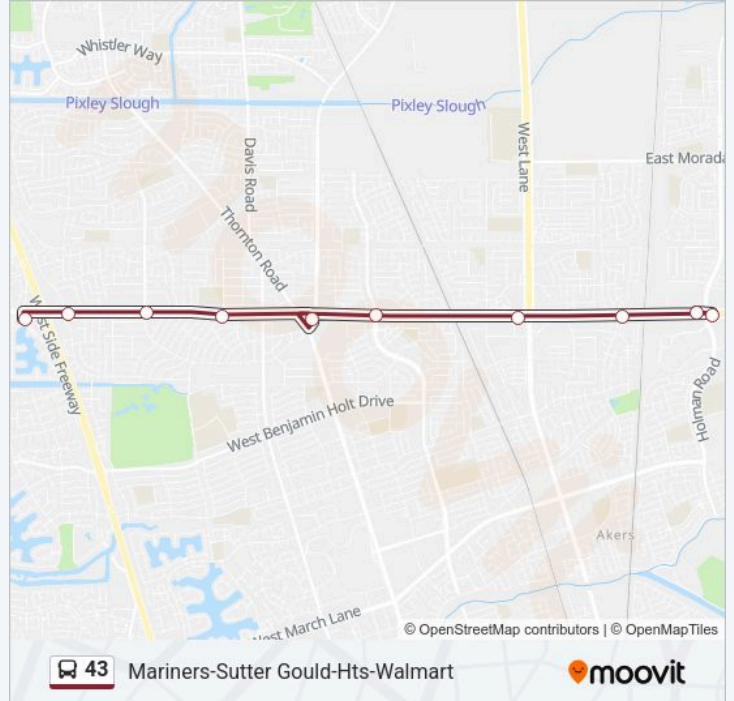 Whistler Way
Pixley Slough
Pixley Slough
Davis Road
West Lane
East Morada
Thornton Road
West Side Freeway
Holman Road
West Benjamin Holt Drive
Akers
West March Lane
© OpenStreetMap contributors | © OpenMapTiles
43 Mariners-Sutter Gould-Hts-Walmart
moovit